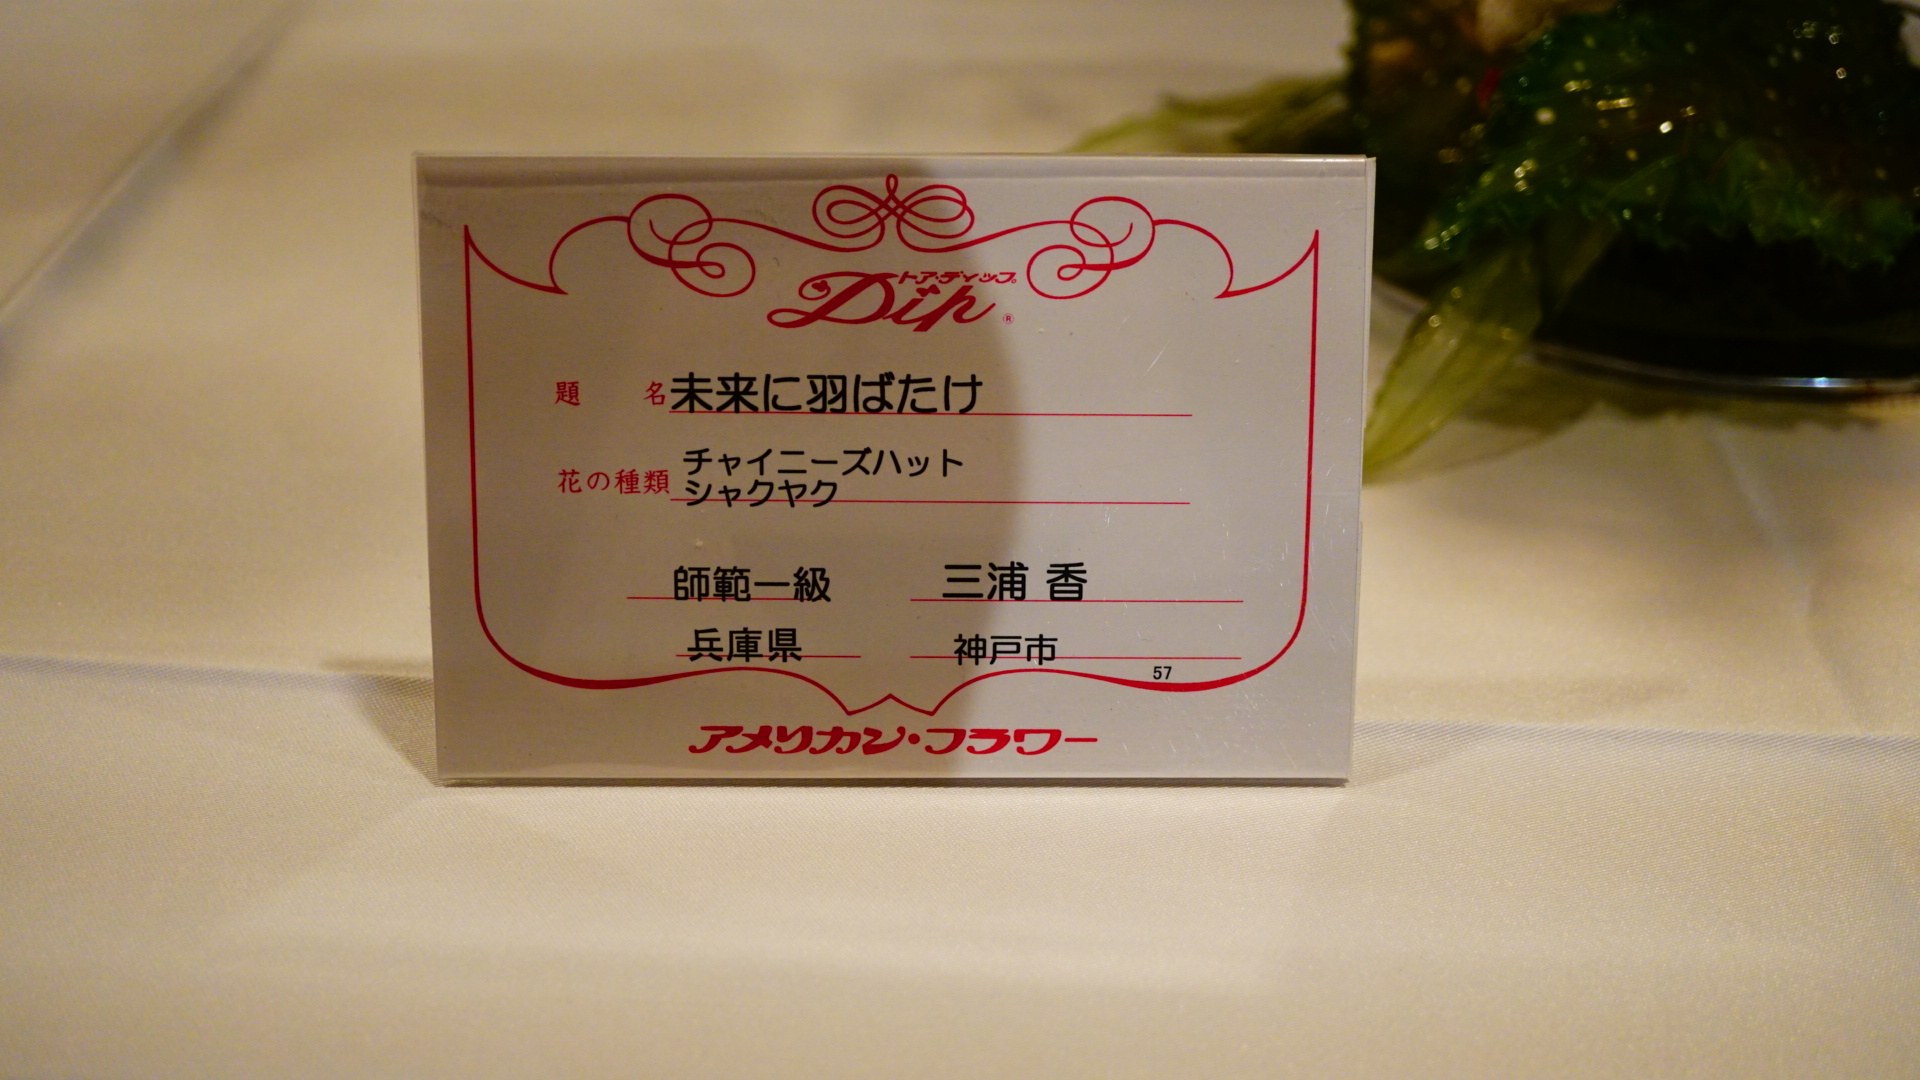 トア・ディップ
Dip ®
題 名 未来に羽ばたけ
花の種類 チャイニーズハット
シャクヤク
師範一級 三浦 香
兵庫県 神戸市
57
アメリカン・フラワー